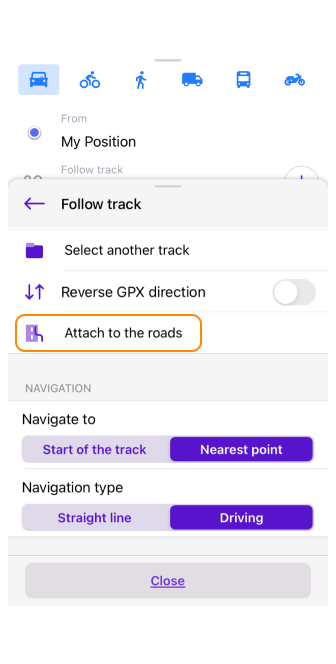 From
My Position
Follow track
Follow track
Select another track
Reverse GPX direction
Attach to the roads
NAVIGATION
Navigate to
Start of the track
Nearest point
Navigation type
Straight line
Driving
Close